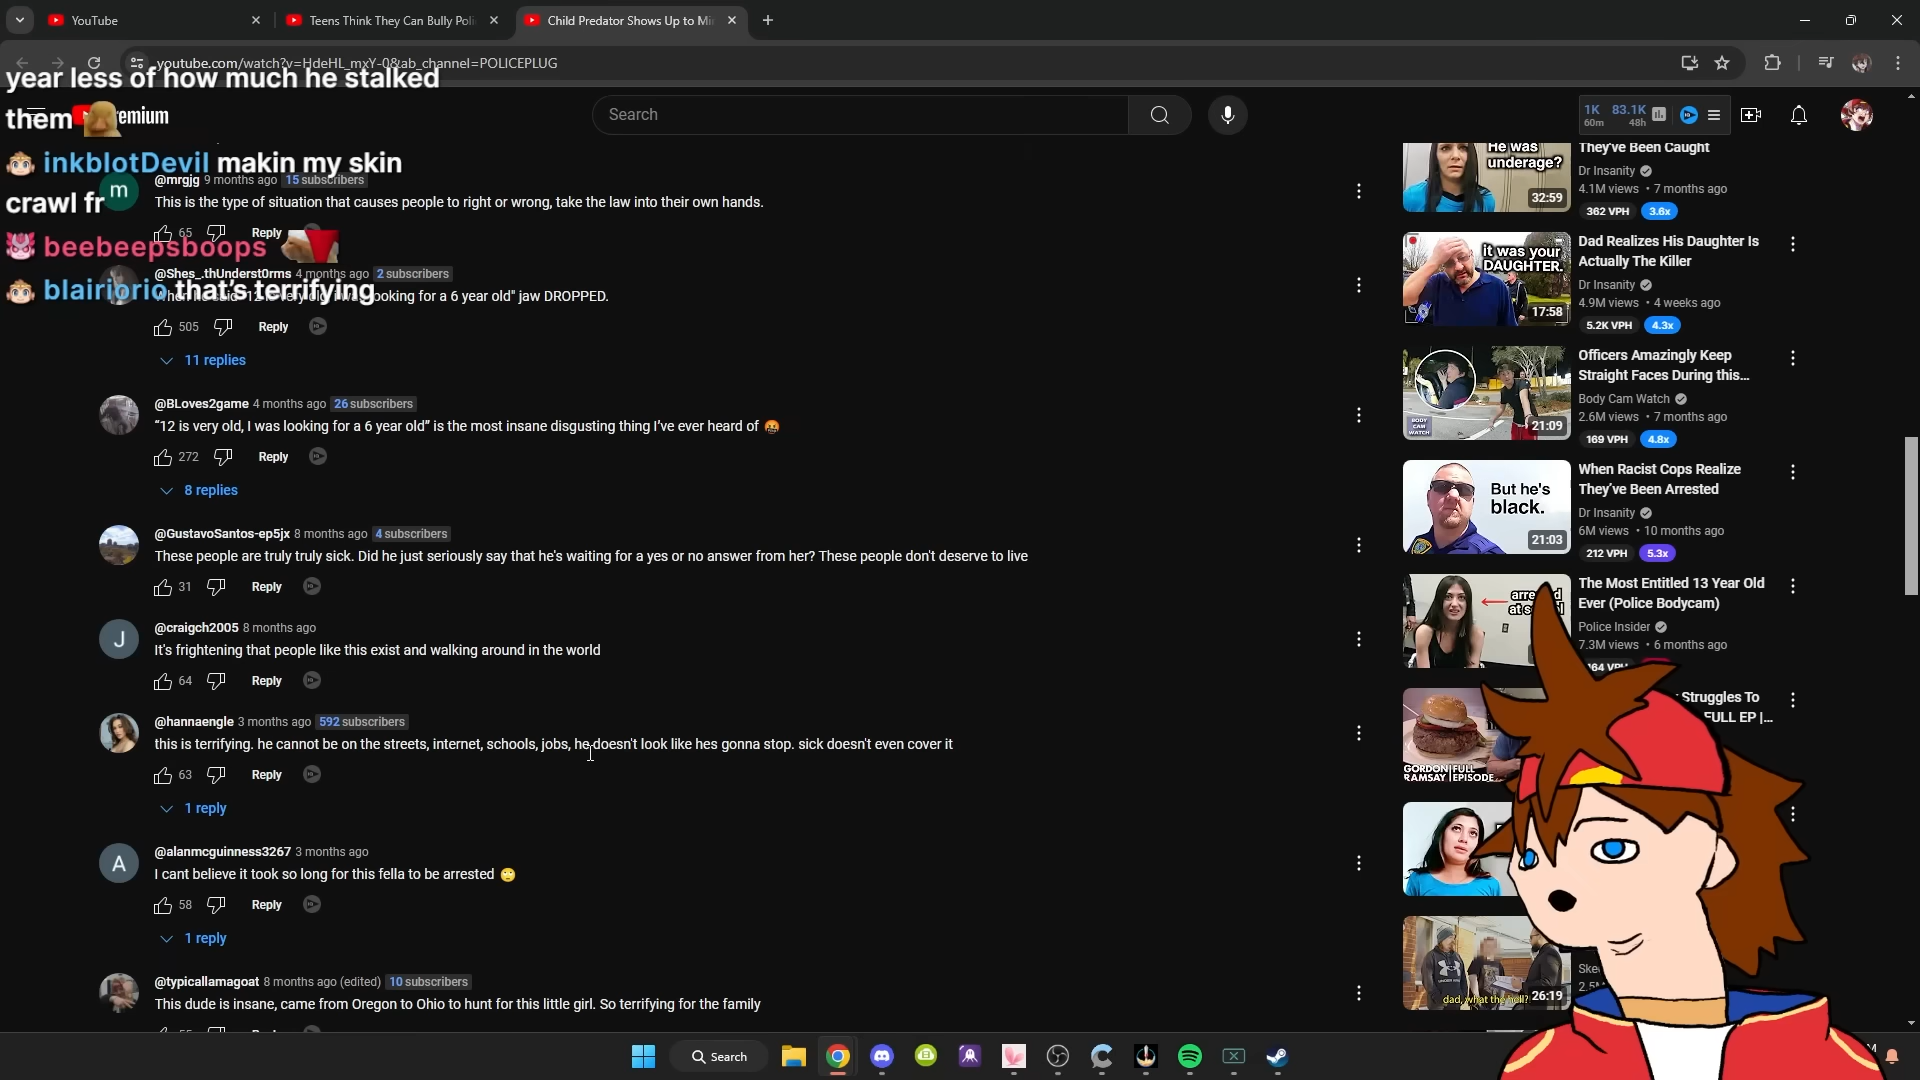 YouTube
Teens Think They Can Bully Poli
Child Predator Shows Up to Mi
youtube.com/watch?v=HdeHL_mxY-0&ab_channel=POLICEPLUG
year less of how much he stalked
them
emium
Search
1K 83.1K
60m 48h
inkblotDevil makin my skin
crawl fr
m
@mrgjg 9 months ago 15 subscribers
This is the type of situation that causes people to right or wrong, take the law into their own hands.
65 Reply
beebeepsboops
@Shes_.thUnderst0rms 4 months ago 2 subscribers
blairiorio that's terrifying
ooking for a 6 year old" jaw DROPPED.
505 Reply
11 replies
@BLoves2game 4 months ago 26 subscribers
“12 is very old, I was looking for a 6 year old” is the most insane disgusting thing I've ever heard of
272 Reply
8 replies
@GustavoSantos-ep5jx 8 months ago 4 subscribers
These people are truly truly sick. Did he just seriously say that he's waiting for a yes or no answer from her? These people don't deserve to live
31 Reply
J
@craigch2005 8 months ago
It's frightening that people like this exist and walking around in the world
64 Reply
@hannaengle 3 months ago 592 subscribers
this is terrifying. he cannot be on the streets, internet, schools, jobs, he doesn't look like hes gonna stop. sick doesn't even cover it
63 Reply
1 reply
A
@alanmcguinness3267 3 months ago
I cant believe it took so long for this fella to be arrested
58 Reply
1 reply
@typicallamagoat 8 months ago (edited) 10 subscribers
This dude is insane, came from Oregon to Ohio to hunt for this little girl. So terrifying for the family
He was
underage?
32:59
They've Been Caught
Dr Insanity
4.1M views • 7 months ago
362 VPH 3.6x
it was your
DAUGHTER.
17:58
Dad Realizes His Daughter Is
Actually The Killer
Dr Insanity
4.9M views • 4 weeks ago
5.2K VPH 4.3x
BODY
CAM
WATCH
21:09
Officers Amazingly Keep
Straight Faces During this...
Body Cam Watch
2.6M views • 7 months ago
169 VPH 4.8x
But he's
black.
21:03
When Racist Cops Realize
They've Been Arrested
Dr Insanity
6M views • 10 months ago
212 VPH 5.3x
The Most Entitled 13 Year Old
Ever (Police Bodycam)
Police Insider
7.3M views • 6 months ago
GORDON FULL
RAMSAY EPISODE
Struggles To
FULL EP |...
dad, what the hell?
26:19
Search